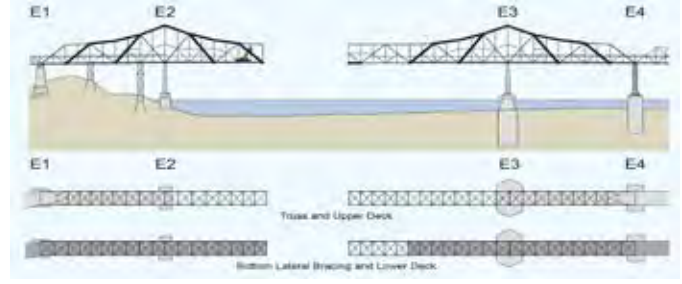 E1 E2 E3 E4
E1 E2 E3 E4
Truss and Upper Deck
Bottom Lateral Bracing and Lower Deck